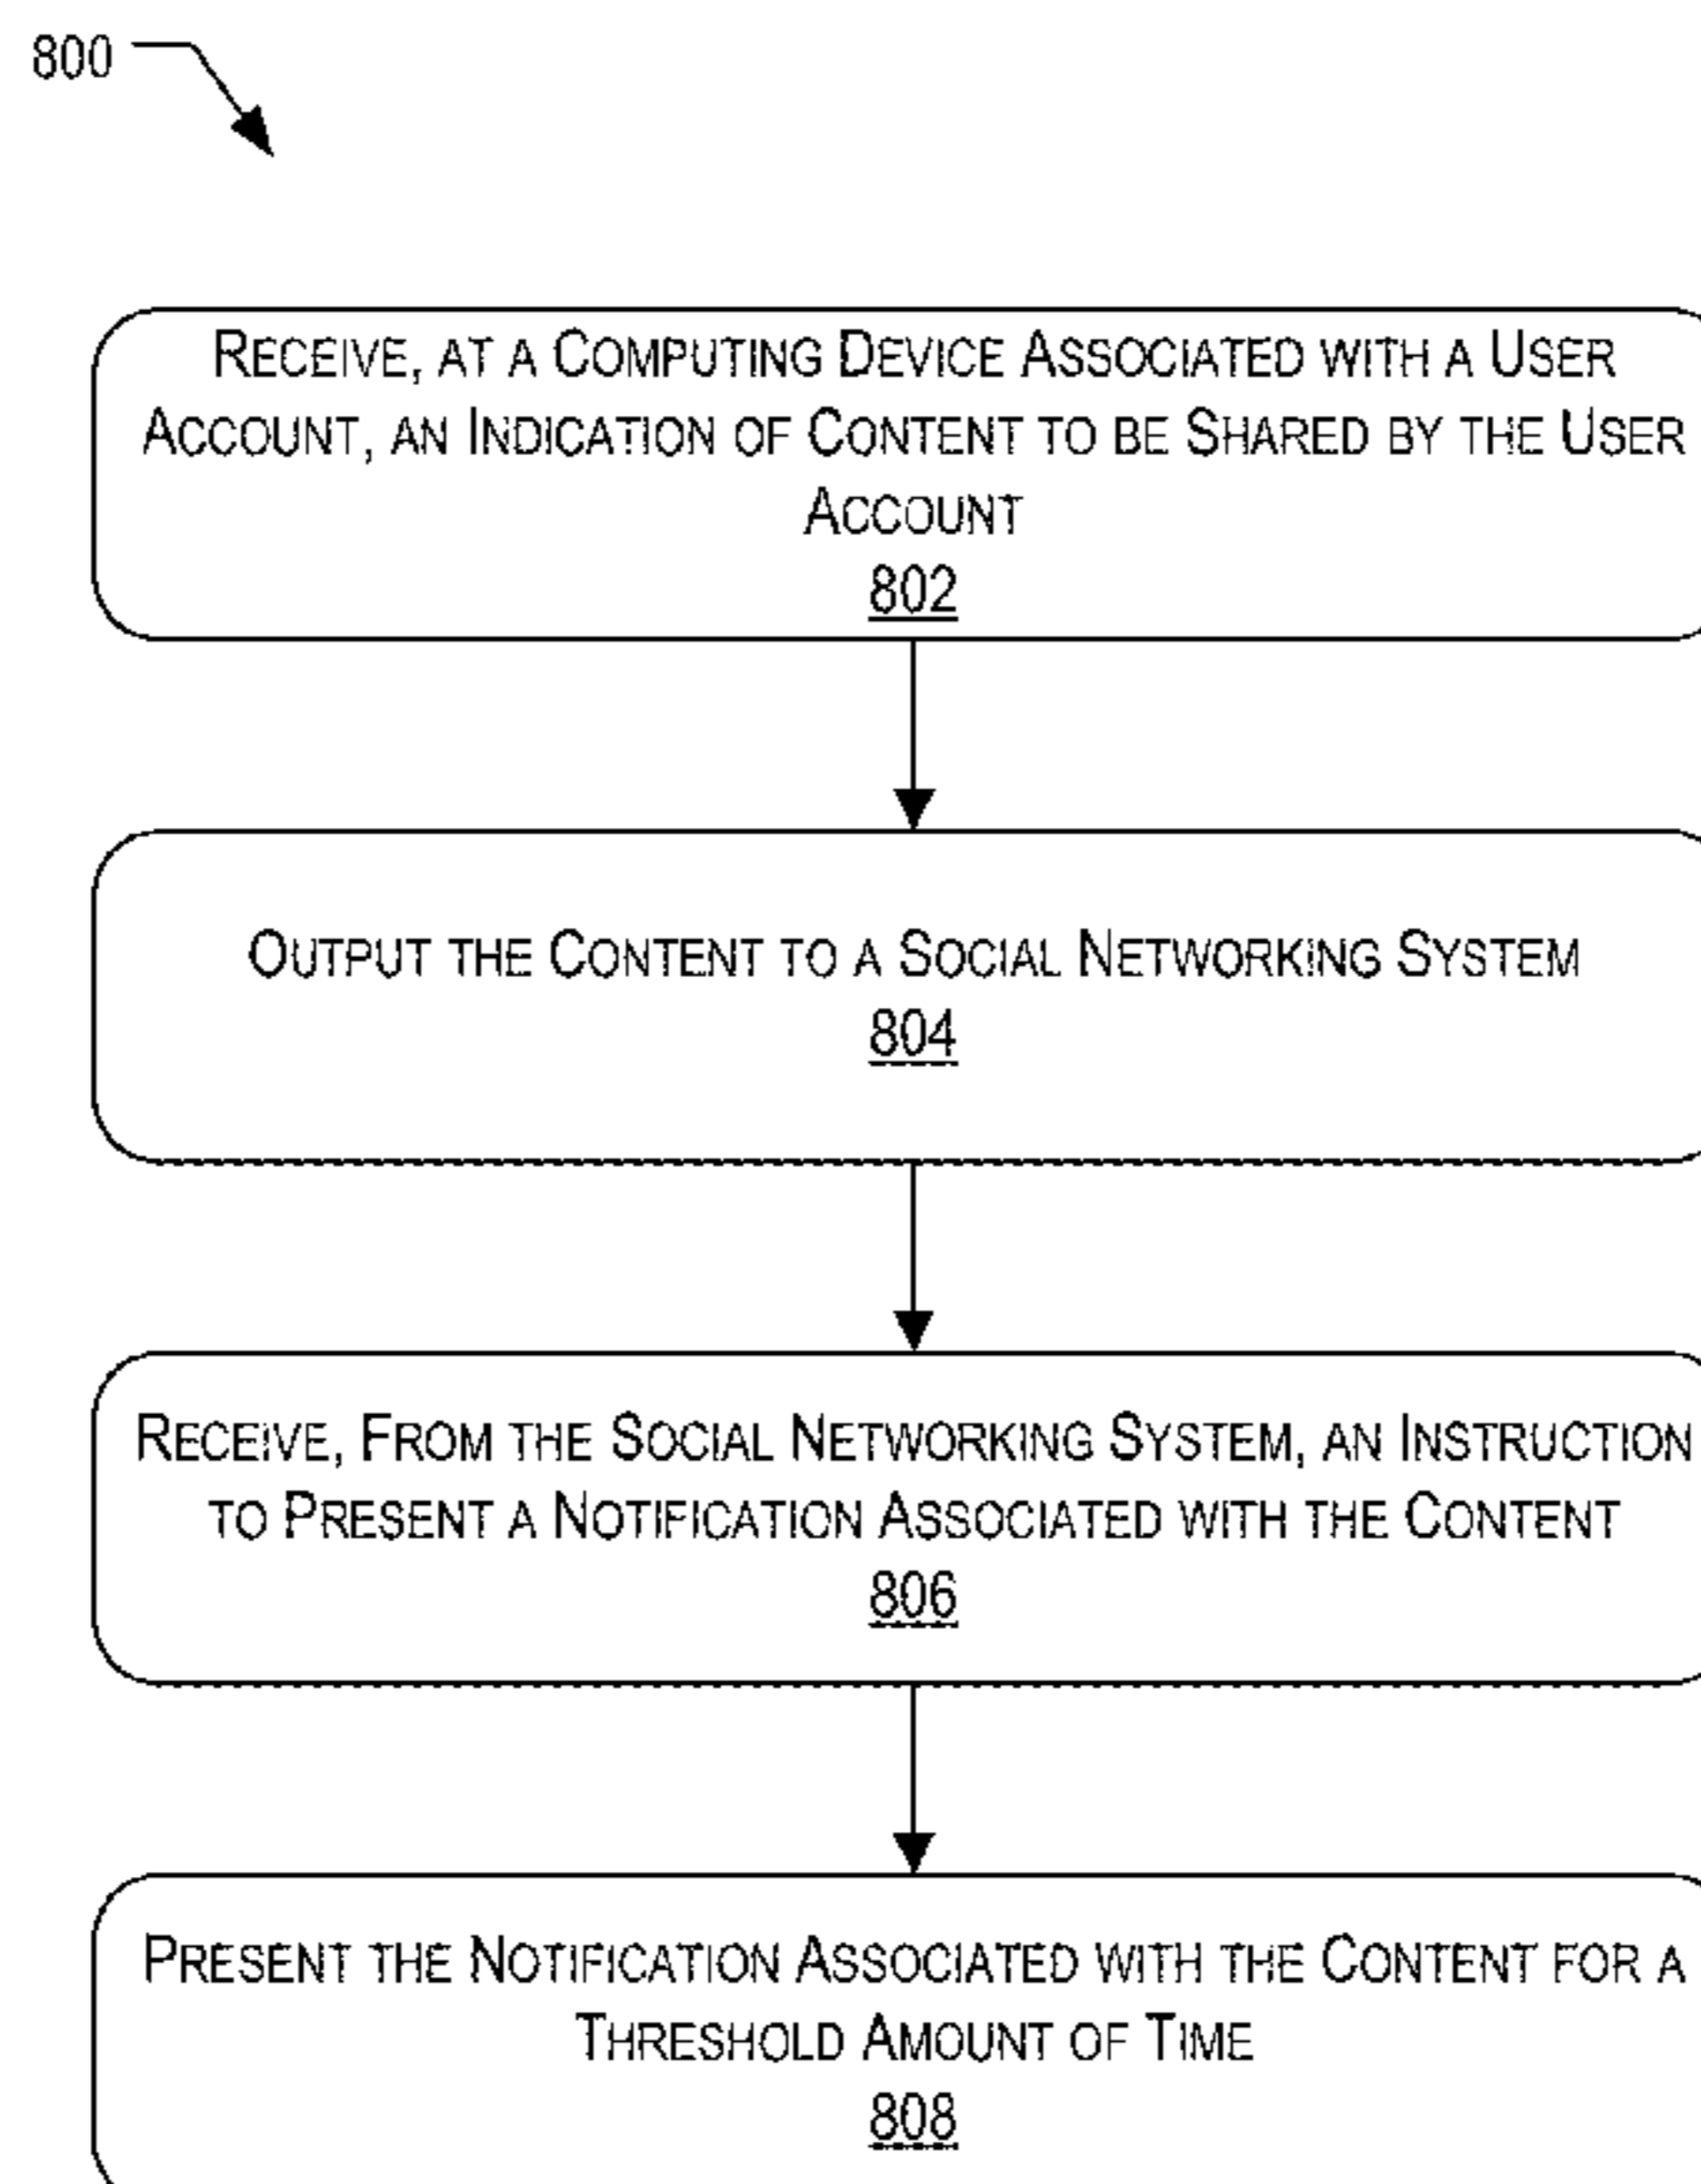 800
RECEIVE, AT A COMPUTING DEVICE ASSOCIATED WITH A USER
ACCOUNT, AN INDICATION OF CONTENT TO BE SHARED BY THE USER
ACCOUNT
802
OUTPUT THE CONTENT TO A SOCIAL NETWORKING SYSTEM
804
RECEIVE, FROM THE SOCIAL NETWORKING SYSTEM, AN INSTRUCTION
TO PRESENT A NOTIFICATION ASSOCIATED WITH THE CONTENT
806
PRESENT THE NOTIFICATION ASSOCIATED WITH THE CONTENT FOR A
THRESHOLD AMOUNT OF TIME
808